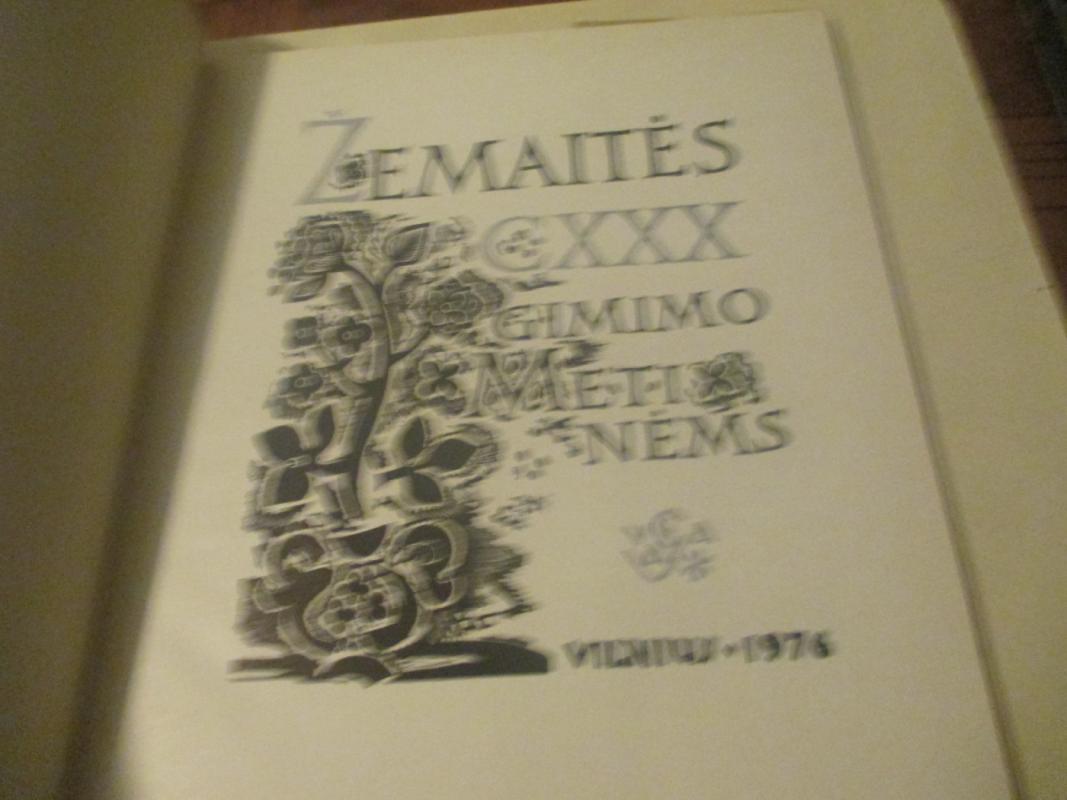 ŽEMAITĖS
CXXX
GIMIMO
METI
NĖMS
VILNIUS • 1976